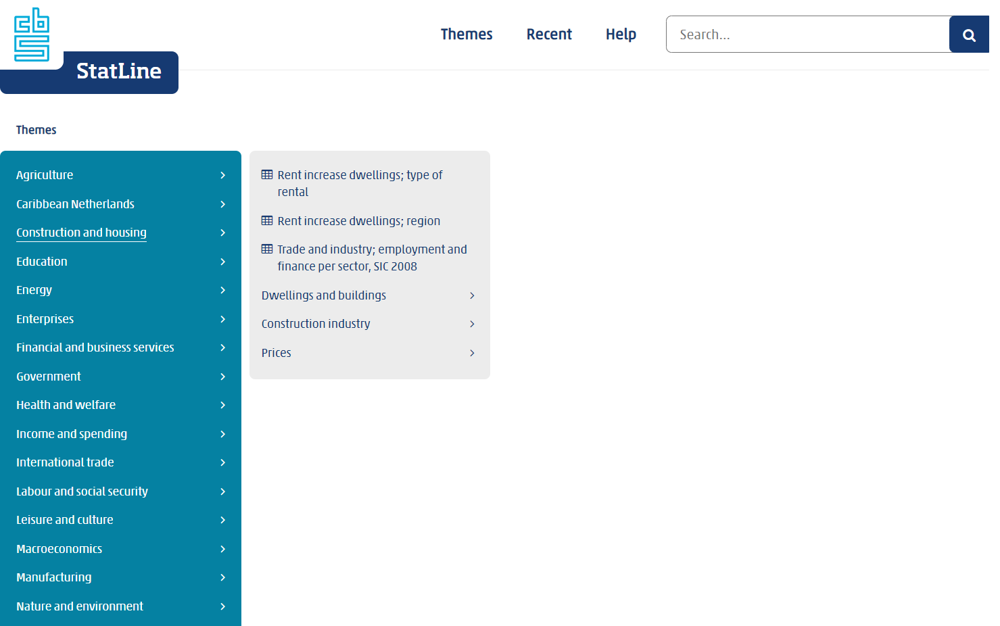 cbs
StatLine
Themes
Recent
Help
Search...
Themes
Agriculture
Caribbean Netherlands
Construction and housing
Education
Energy
Enterprises
Financial and business services
Government
Health and welfare
Income and spending
International trade
Labour and social security
Leisure and culture
Macroeconomics
Manufacturing
Nature and environment
Rent increase dwellings; type of
rental
Rent increase dwellings; region
Trade and industry; employment and
finance per sector, SIC 2008
Dwellings and buildings
Construction industry
Prices